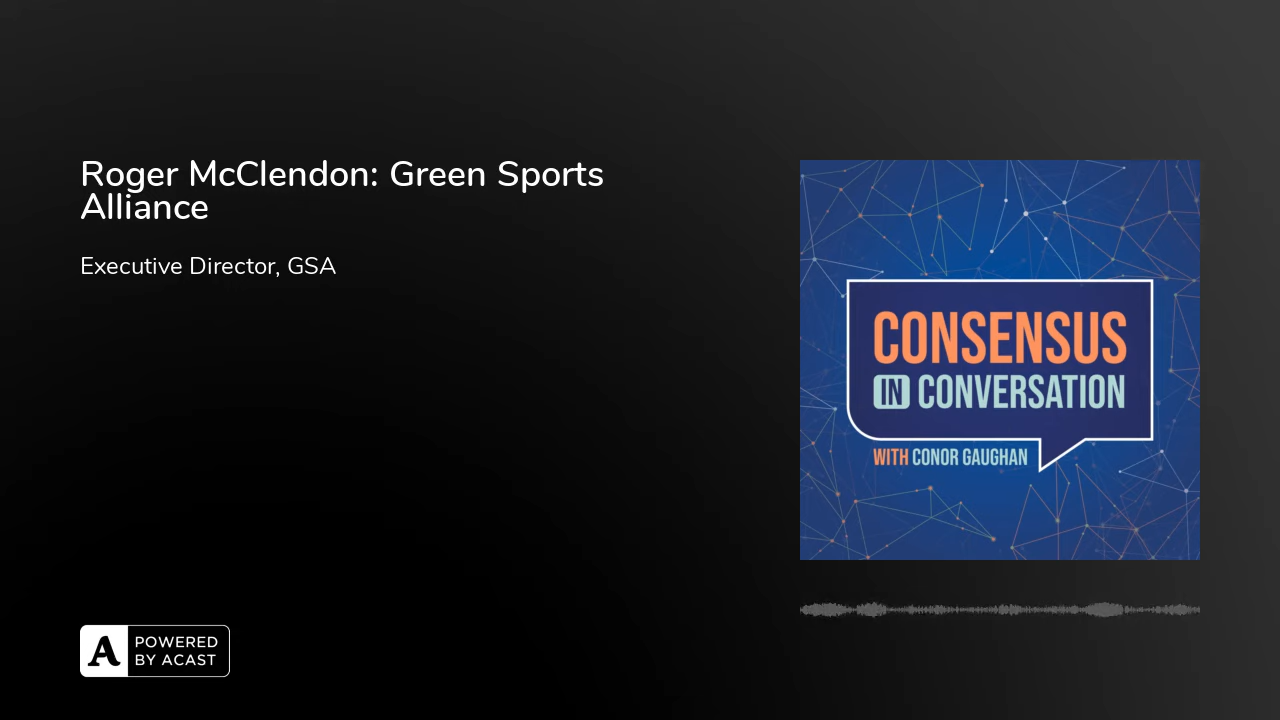 Roger McClendon: Green Sports
Alliance
Executive Director, GSA
CONSENSUS
IN CONVERSATION
WITH CONOR GAUGHAN
A POWERED
BY ACAST